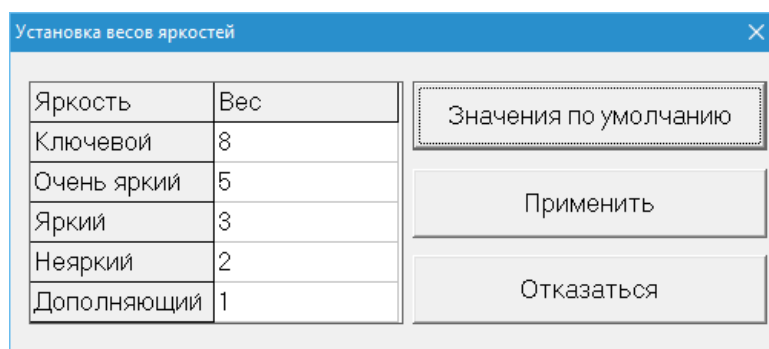 Установка весов яркостей
Яркость Вес
Ключевой 8
Очень яркий 5
Яркий 3
Неяркий 2
Дополняющий 1
Значения по умолчанию
Применить
Отказаться